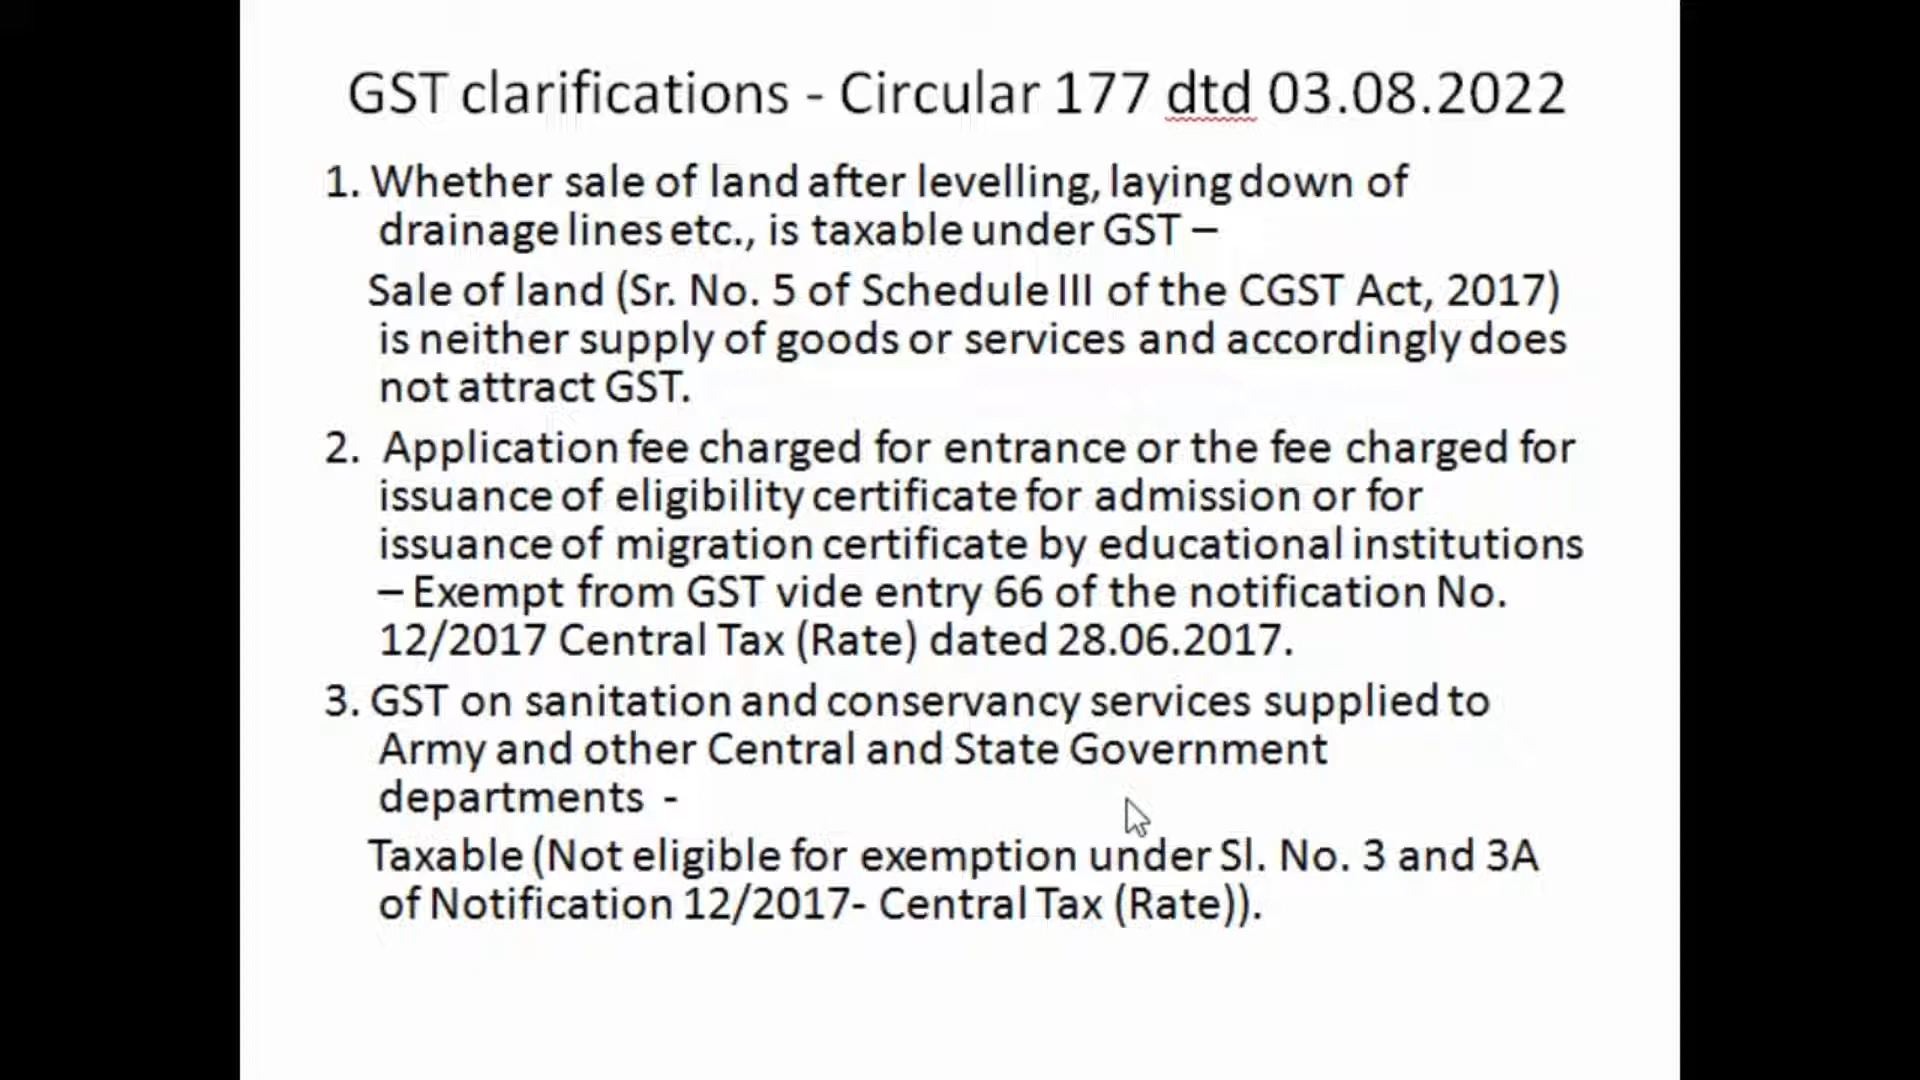 GST clarifications - Circular 177 dtd 03.08.2022
1. Whether sale of land after levelling, laying down of
drainage lines etc., is taxable under GST –
Sale of land (Sr. No. 5 of Schedule III of the CGST Act, 2017)
is neither supply of goods or services and accordingly does
not attract GST.
2. Application fee charged for entrance or the fee charged for
issuance of eligibility certificate for admission or for
issuance of migration certificate by educational institutions
– Exempt from GST vide entry 66 of the notification No.
12/2017 Central Tax (Rate) dated 28.06.2017.
3. GST on sanitation and conservancy services supplied to
Army and other Central and State Government
departments -
Taxable (Not eligible for exemption under Sl. No. 3 and 3A
of Notification 12/2017- Central Tax (Rate)).